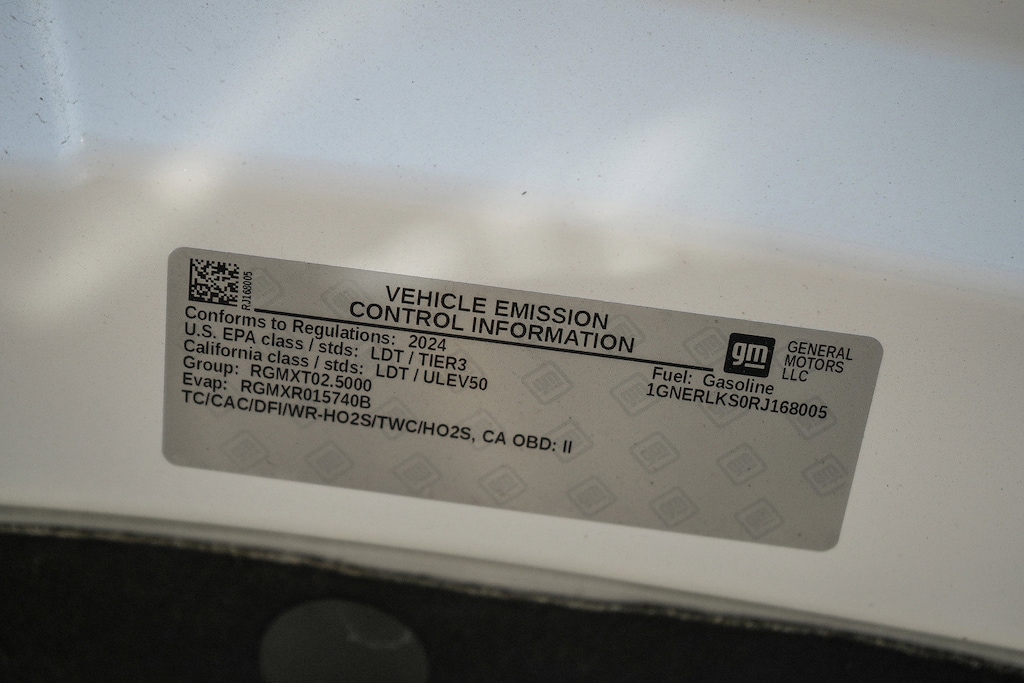 RJ168005
VEHICLE EMISSION
CONTROL INFORMATION
gm
GENERAL
MOTORS
LLC
Conforms to Regulations: 2024
U.S. EPA class / stds: LDT / TIER3
California class / stds: LDT / ULEV50
Group: RGMXT02.5000
Evap: RGMXR015740B
TC/CAC/DFI/WR-HO2S/TWC/HO2S, CA OBD: II
Fuel: Gasoline
1GNERLKS0RJ168005